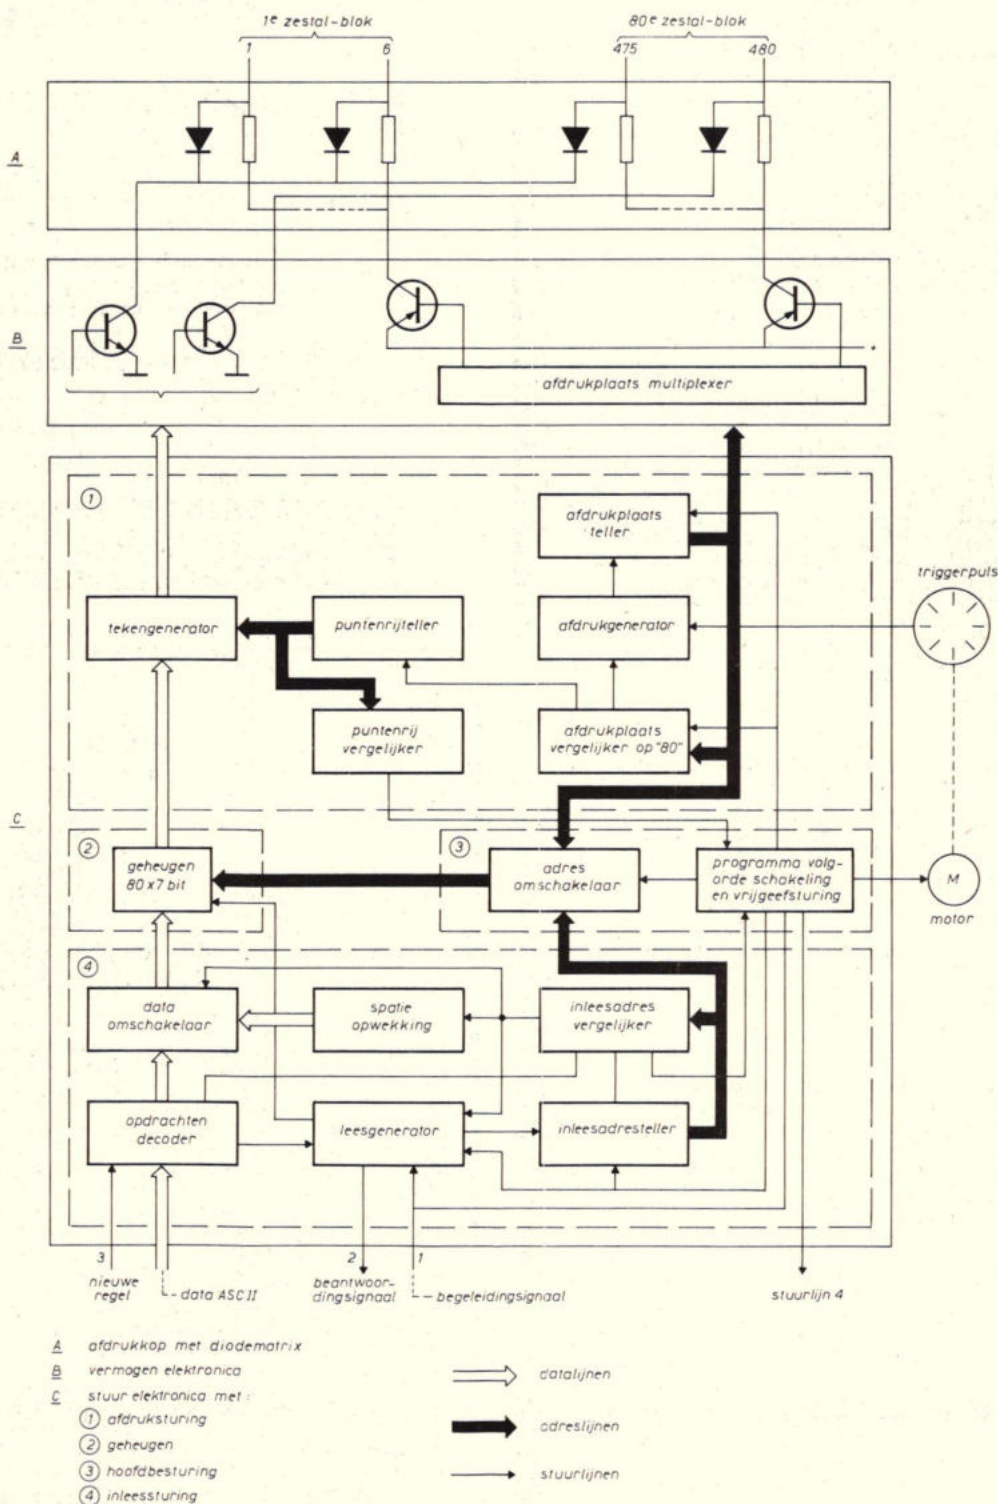 1e zestal-blok
80e zestal-blok
1
6
475
480
A
B
+
afdrukplaats multiplexer
1
afdrukplaats
teller
triggerpuls
tekengenerator
puntenrijteller
afdrukgenerator
puntenrij
vergelijker
afdrukplaats
vergelijker op "80"
C
2
geheugen
80 x 7 bit
3
adres
omschakelaar
programma volg-
orde schakeling
en vrijgeefsturing
M
motor
4
data
omschakelaar
spatie
opwekking
inleesadres
vergelijker
opdrachten
decoder
leesgenerator
inleesadresteller
3
2
1
nieuwe
regel
data ASC II
beantwoor-
dingsignaal
begeleidingsignaal
stuurlijn 4
A afdrukkop met diodematrix
B vermogen elektronica
C stuur elektronica met :
1 afdruksturing
2 geheugen
3 hoofdbesturing
4 inleessturing
datalijnen
adreslijnen
stuurlijnen